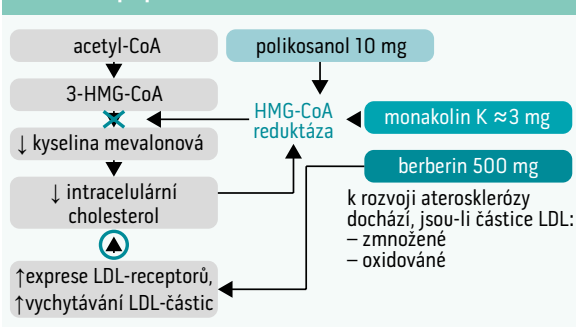 acetyl-CoA
polikosanol 10 mg
3-HMG-CoA
HMG-CoA
reduktáza
monakolin K ≈3 mg
↓ kyselina mevalonová
berberin 500 mg
↓ intracelulární
cholesterol
k rozvoji aterosklerózy
dochází, jsou-li částice LDL:
– zmnožené
– oxidováné
↑exprese LDL-receptorů,
↑vychytávání LDL-částic